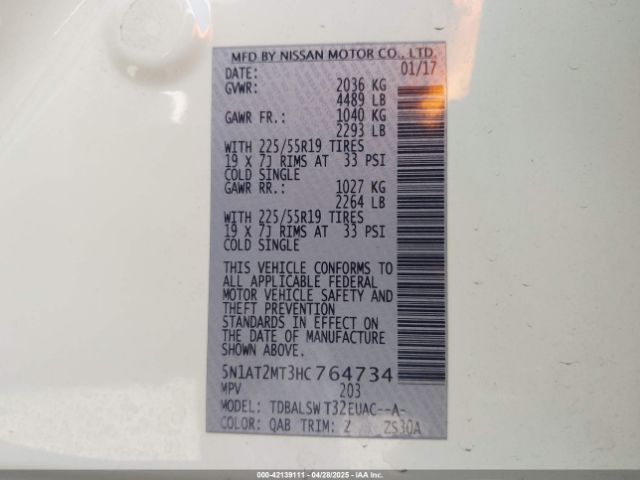 MFD BY NISSAN MOTOR CO., LTD.
DATE: 01/17
GVWR: 2036 KG
4489 LB
GAWR FR.: 1040 KG
2293 LB
WITH 225/55R19 TIRES
19 X 7J RIMS AT 33 PSI
COLD SINGLE
GAWR RR.: 1027 KG
2264 LB
WITH 225/55R19 TIRES
19 X 7J RIMS AT 33 PSI
COLD SINGLE
THIS VEHICLE CONFORMS TO
ALL APPLICABLE FEDERAL
MOTOR VEHICLE SAFETY AND
THEFT PREVENTION
STANDARDS IN EFFECT ON
THE DATE OF MANUFACTURE
SHOWN ABOVE.
5N1AT2MT3HC764734
MPV 203
MODEL: TDBALSW T32EUAC--A-
COLOR: QAB TRIM: Z ZS30A
000-42139111 - 04/28/2025 - IAAI.COM